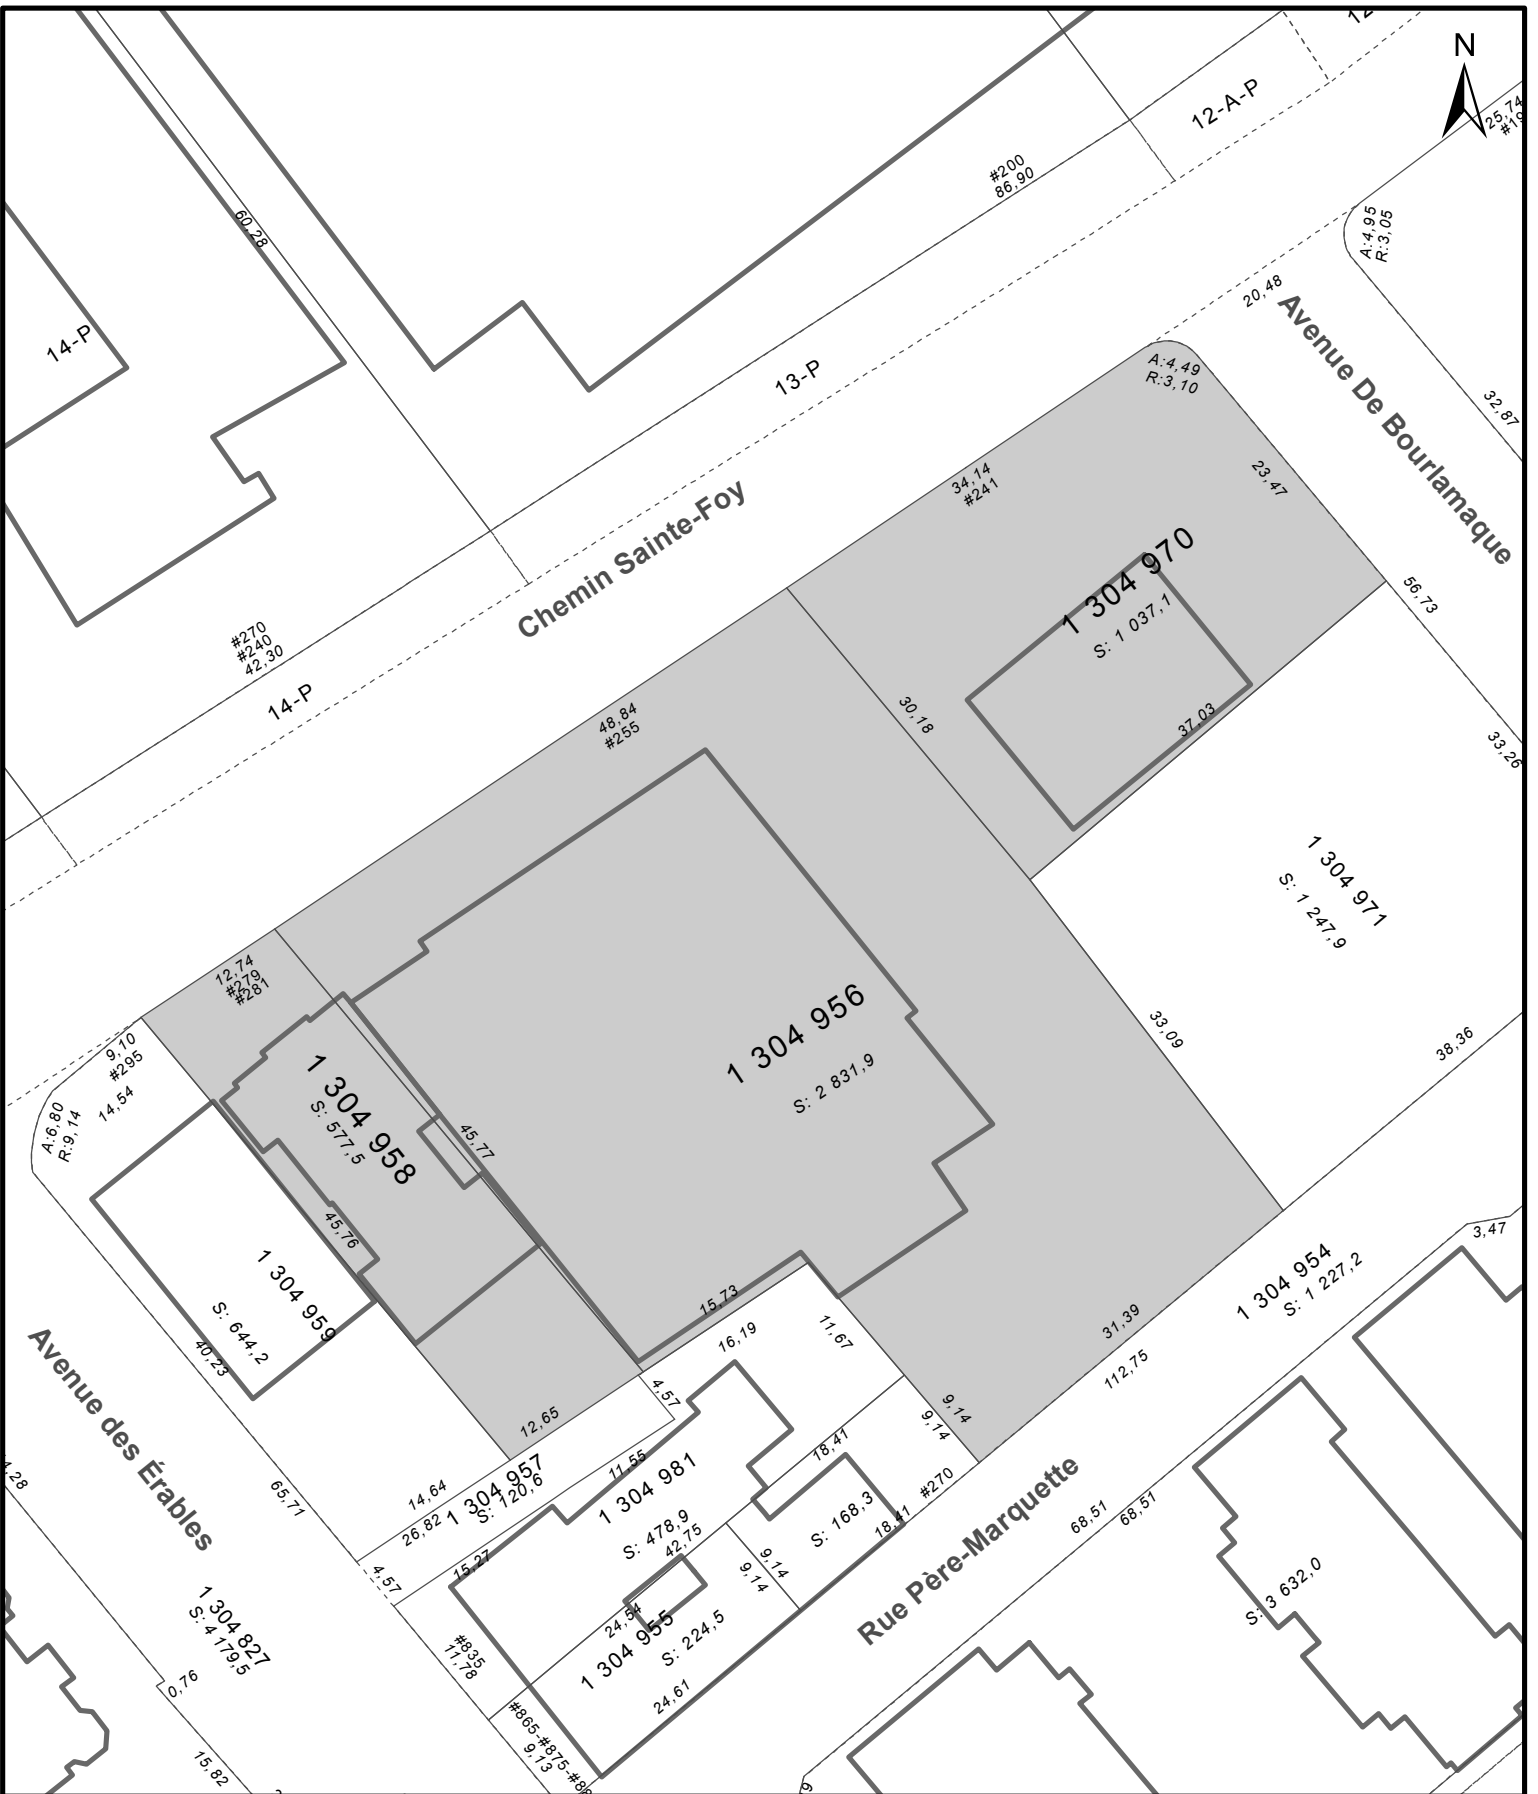 N
12-A-P
25,74
#200
86,90
60,28
A:4,95
R:3,05
20,48
14-P
Avenue De Bourlamaque
A:4,49
R:3,10
13-P
32,87
23,47
34,14
#241
Chemin Sainte-Foy
1 304 970
S: 1 037,1
56,73
#270
#240
42,30
14-P
48,84
#255
30,18
37,03
33,26
1 304 971
S: 1 247,9
12,74
#279
#281
1 304 956
S: 2 831,9
33,09
38,36
9,10
#295
14,54
A:6,80
R:9,14
1 304 958
S: 577,5
45,77
45,76
1 304 959
S: 644,2
40,23
3,47
1 304 954
S: 1 227,2
15,73
16,19
11,67
31,39
112,75
Avenue des Érables
4,57
12,65
9,14
9,14
18,41
11,55
14,64
26,82
1 304 957
S: 120,6
1 304 981
S: 478,9
42,75
#270
S: 168,3
18,41
65,71
15,27
4,57
9,14
9,14
Rue Père-Marquette
68,51
68,51
S: 3 632,0
1 304 827
S: 4 179,5
24,54
1 304 955
S: 224,5
24,61
#835
11,78
0,76
#865-#875-#88
9,13
15,82